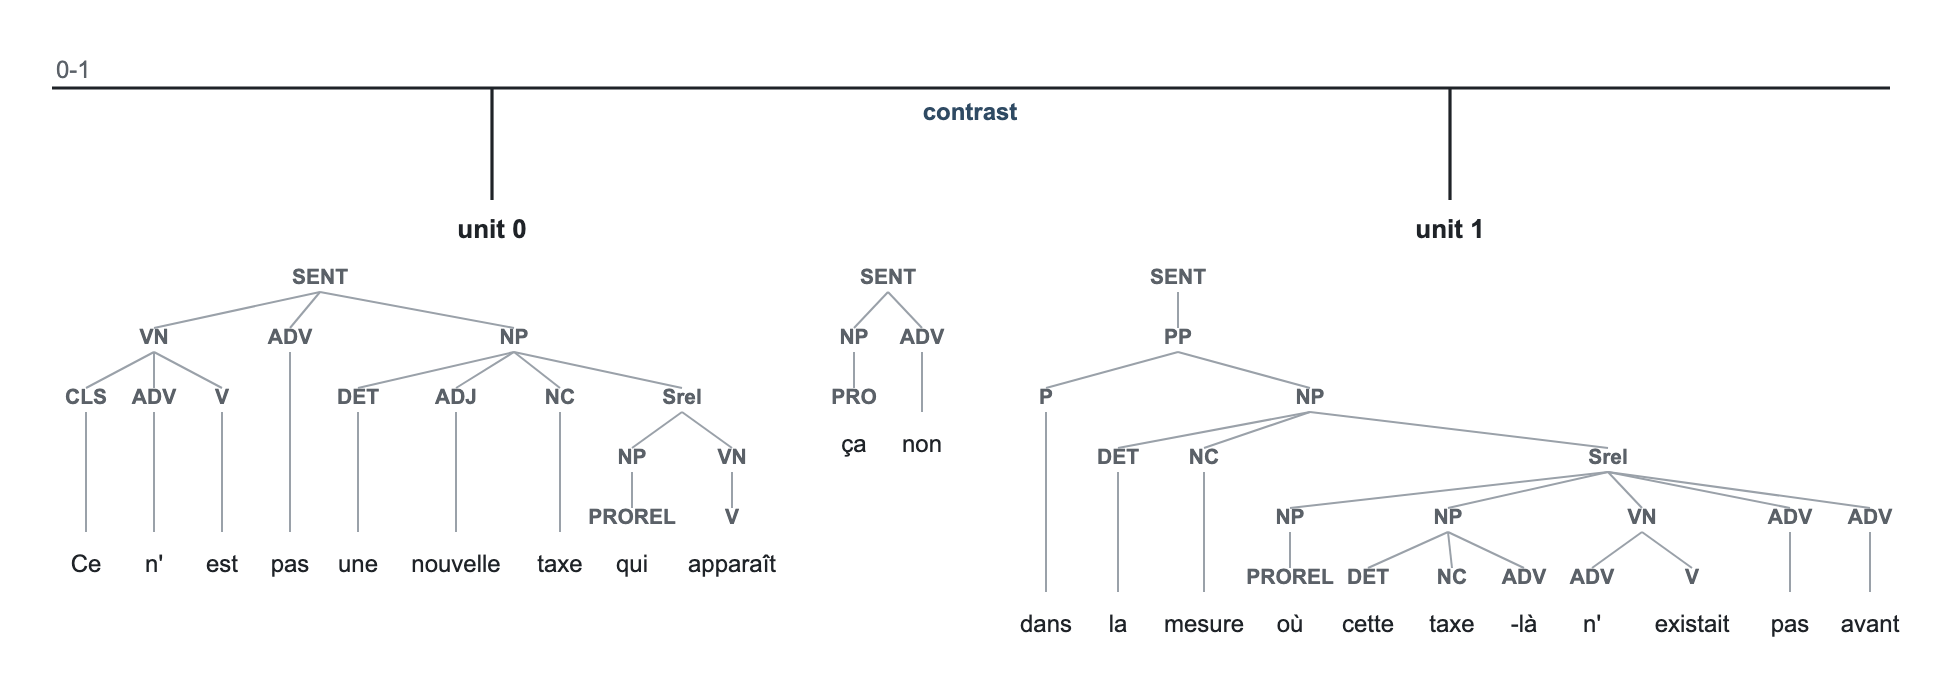 0-1
contrast
unit 0 unit 1
SENT SENT SENT
VN ADV NP NP ADV PP
CLS ADV V DET ADJ NC Srel PRO P NP
ça non
NP VN DET NC Srel
PROREL V NP NP VN ADV ADV
Ce n' est pas une nouvelle taxe qui apparaît
PROREL DET NC ADV ADV V
dans la mesure où cette taxe -là n' existait pas avant